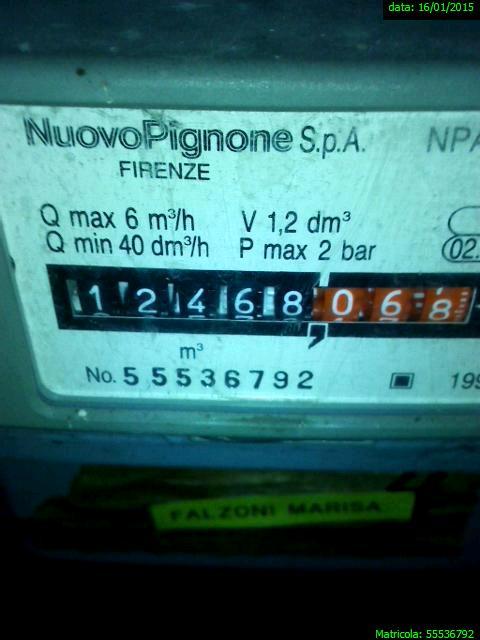 data: 16/01/2015
NuovoPignone S.p.A. NPA
FIRENZE
Q max 6 m³/h V 1,2 dm³
Q min 40 dm³/h P max 2 bar 02.
12468,068
m³
No. 55536792 199
FALZONI MARISA
Matricola: 55536792